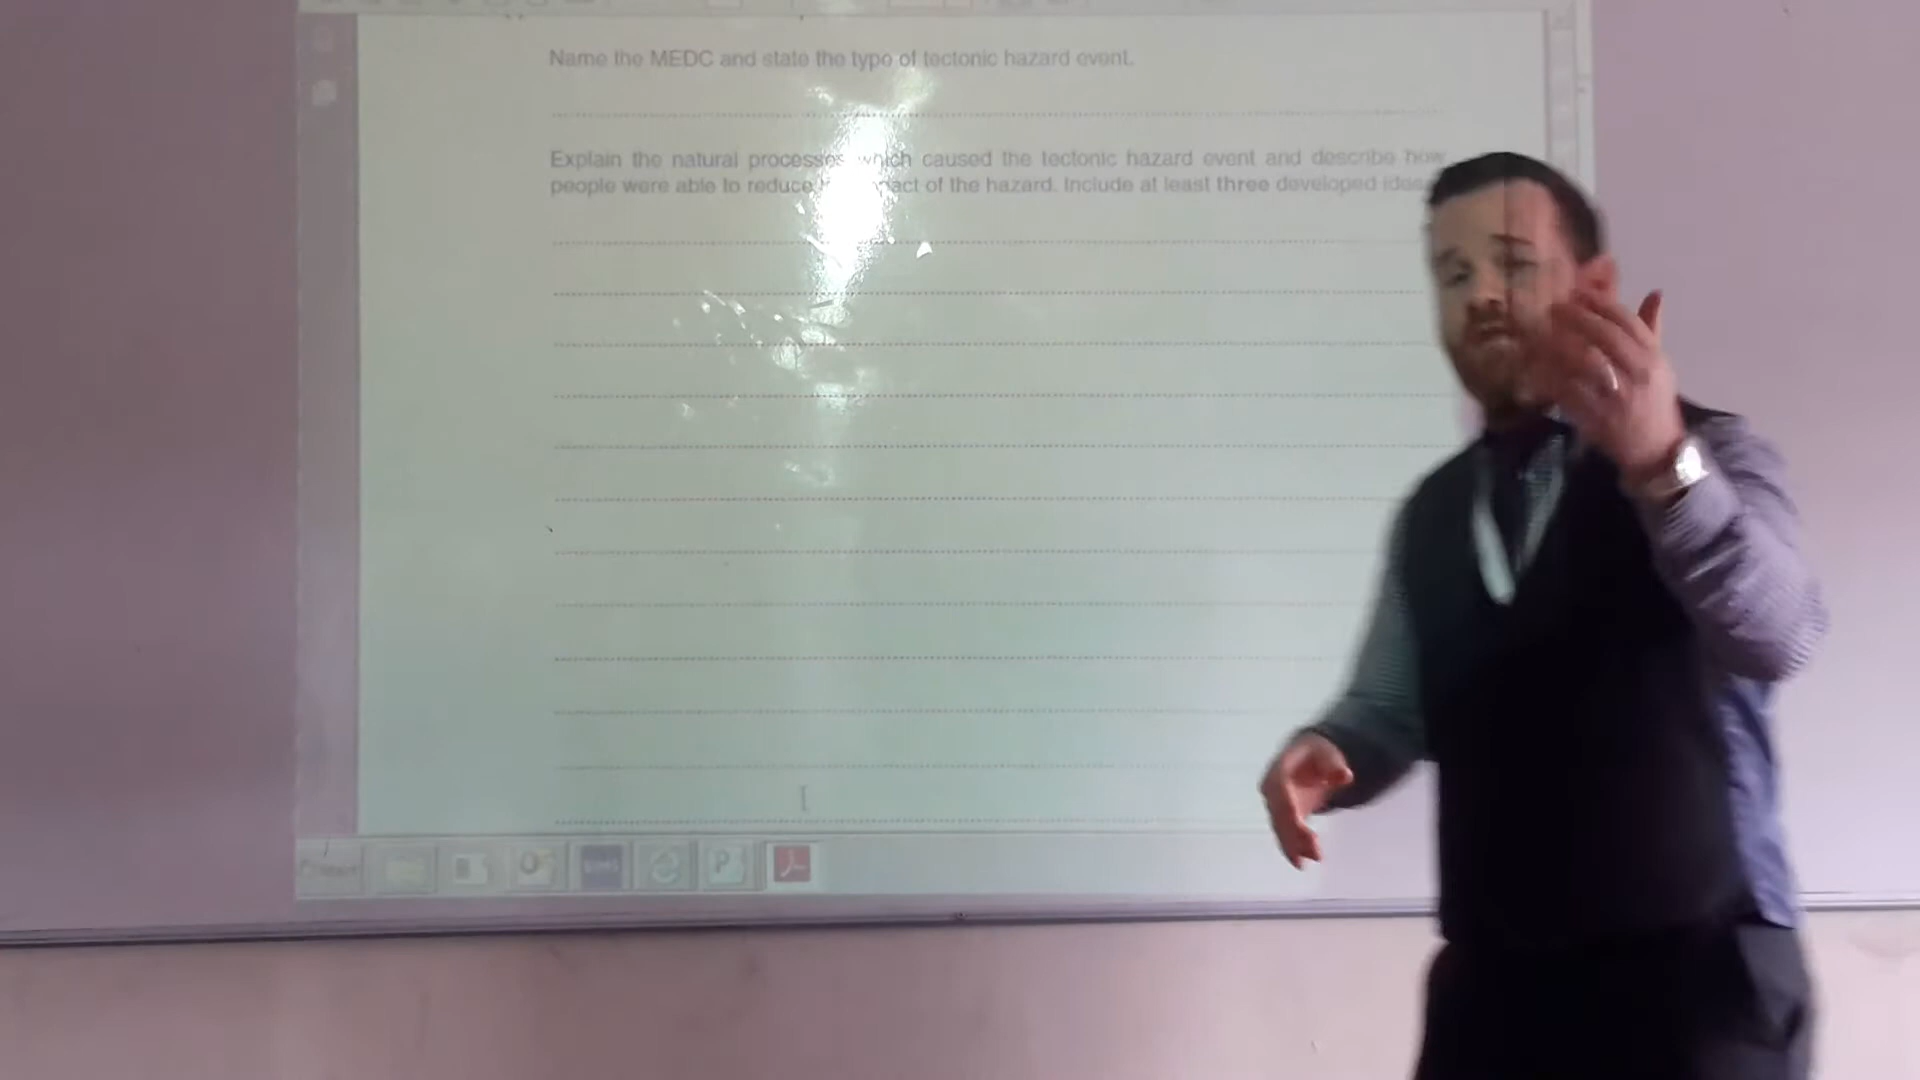 Name the MEDC and state the type of tectonic hazard event.
Explain the natural processes which caused the tectonic hazard event and describe how
people were able to reduce of the hazard. Include at least three developed ideas